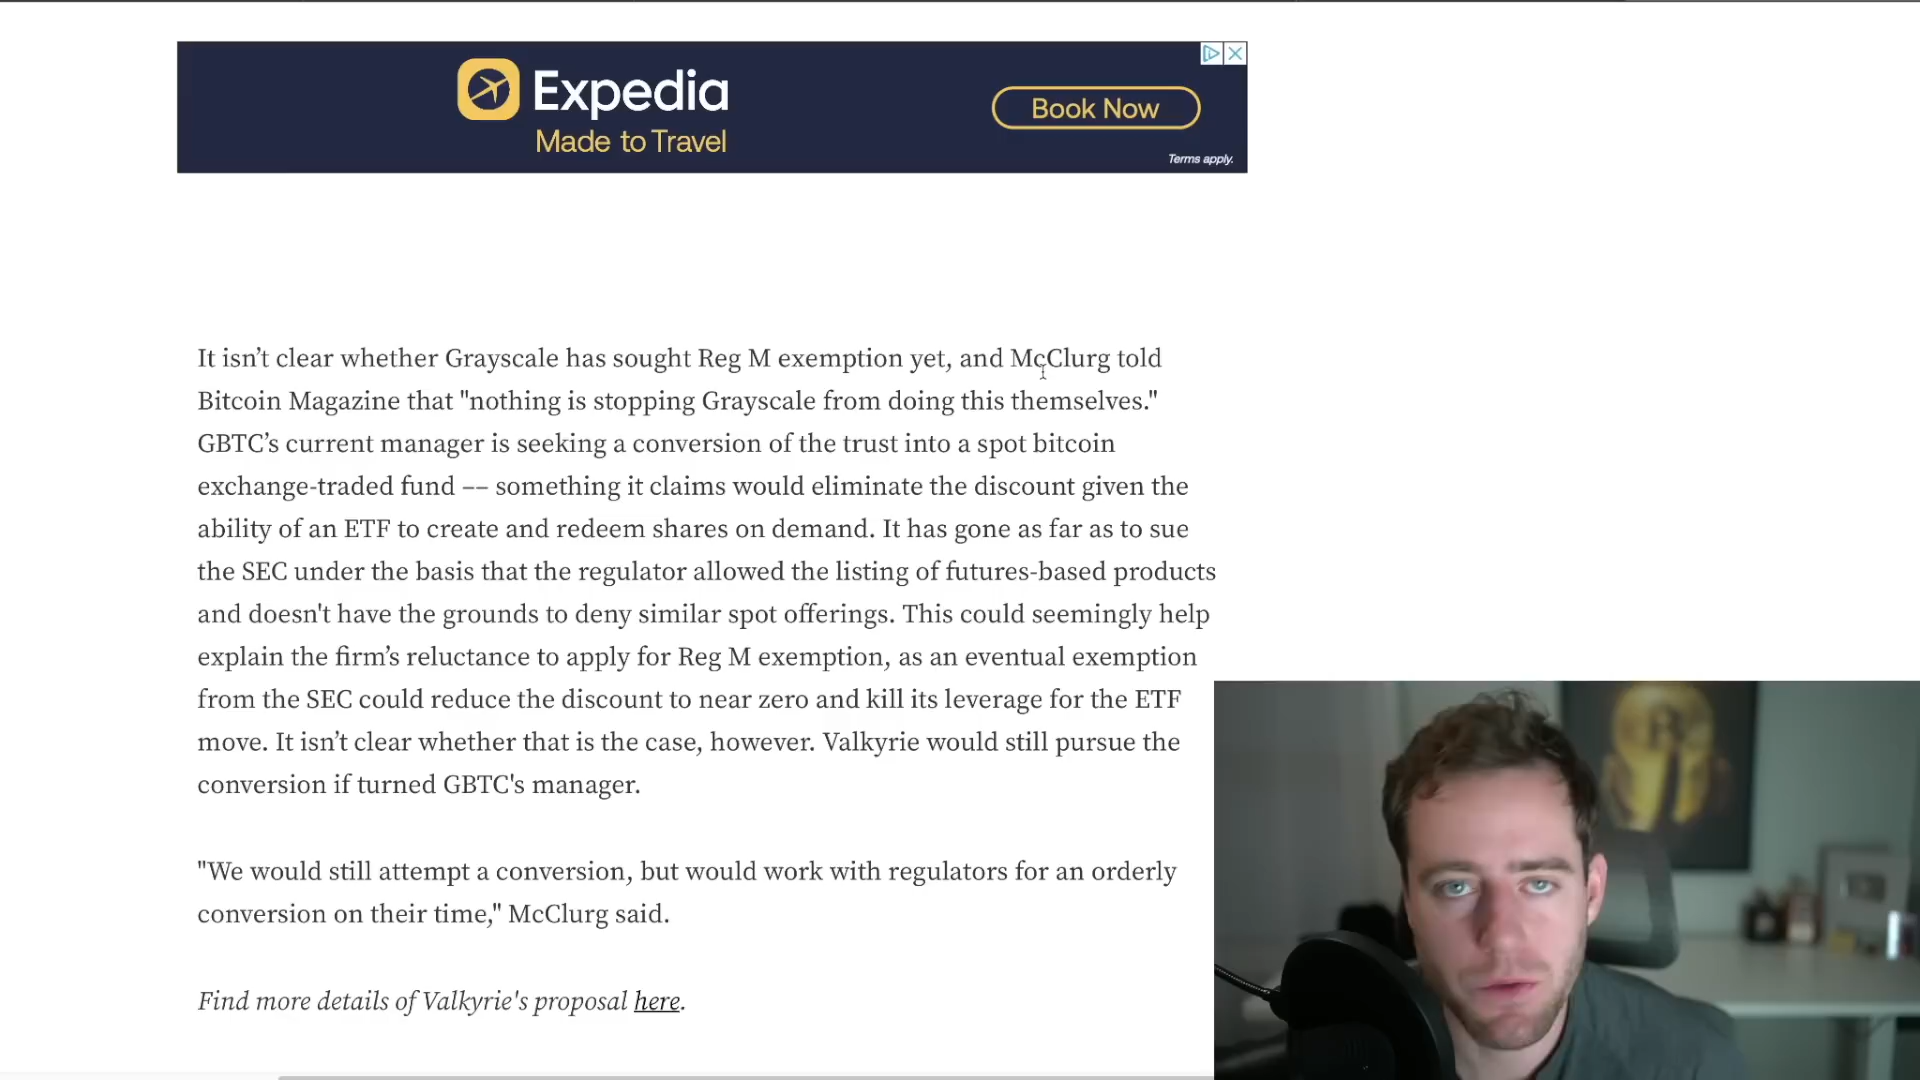 Expedia
Made to Travel
Book Now
Terms apply.
It isn’t clear whether Grayscale has sought Reg M exemption yet, and McClurg told
Bitcoin Magazine that "nothing is stopping Grayscale from doing this themselves."
GBTC’s current manager is seeking a conversion of the trust into a spot bitcoin
exchange-traded fund –– something it claims would eliminate the discount given the
ability of an ETF to create and redeem shares on demand. It has gone as far as to sue
the SEC under the basis that the regulator allowed the listing of futures-based products
and doesn't have the grounds to deny similar spot offerings. This could seemingly help
explain the firm’s reluctance to apply for Reg M exemption, as an eventual exemption
from the SEC could reduce the discount to near zero and kill its leverage for the ETF
move. It isn’t clear whether that is the case, however. Valkyrie would still pursue the
conversion if turned GBTC's manager.
"We would still attempt a conversion, but would work with regulators for an orderly
conversion on their time," McClurg said.
Find more details of Valkyrie's proposal here.